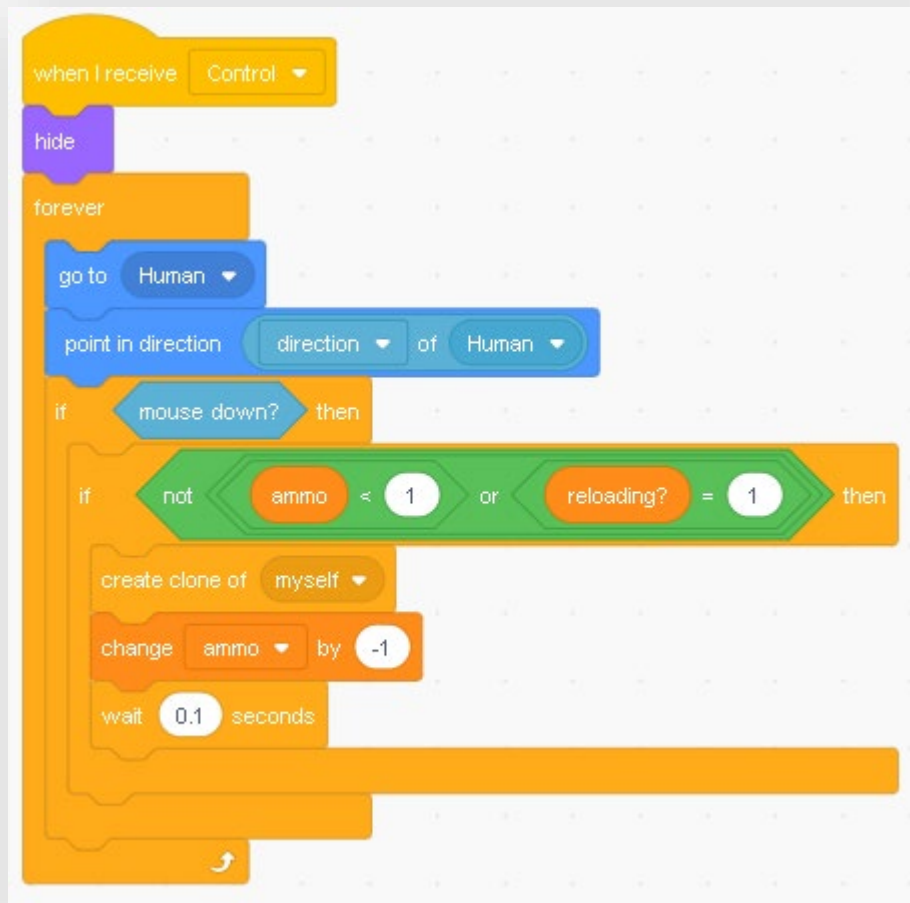 when I receive Control
hide
forever
go to Human
point in direction direction of Human
if mouse down? then
if not ammo < 1 or reloading? = 1 then
create clone of myself
change ammo by -1
wait 0.1 seconds